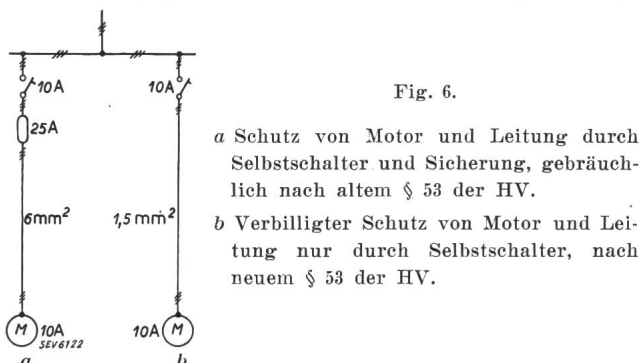 10A
10A
25A
6mm²
1,5mm²
M 10A
SEV6122
10A M
a
b
Fig. 6.
a Schutz von Motor und Leitung durch
Selbstschalter und Sicherung, gebräuch-
lich nach altem § 53 der HV.
b Verbilligter Schutz von Motor und Lei-
tung nur durch Selbstschalter, nach
neuem § 53 der HV.